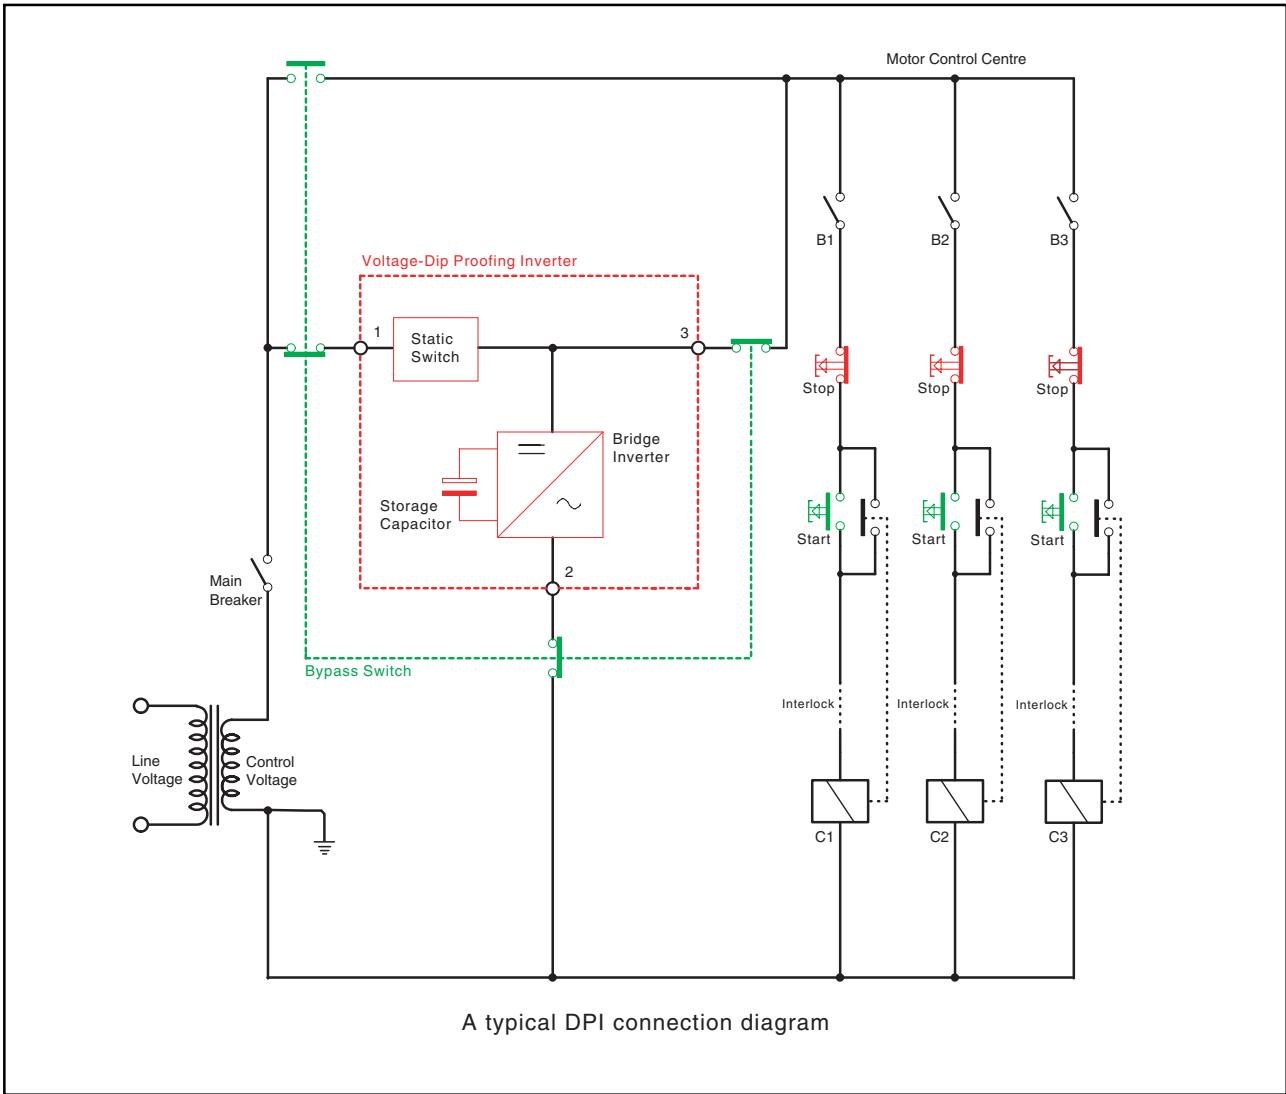 Motor Control Centre
B1
B2
B3
Voltage-Dip Proofing Inverter
1
Static
Switch
3
Stop
Stop
Stop
Bridge
Inverter
Storage
Capacitor
Start
Start
Start
2
Main
Breaker
Bypass Switch
Interlock
Interlock
Interlock
Line
Voltage
Control
Voltage
C1
C2
C3
A typical DPI connection diagram